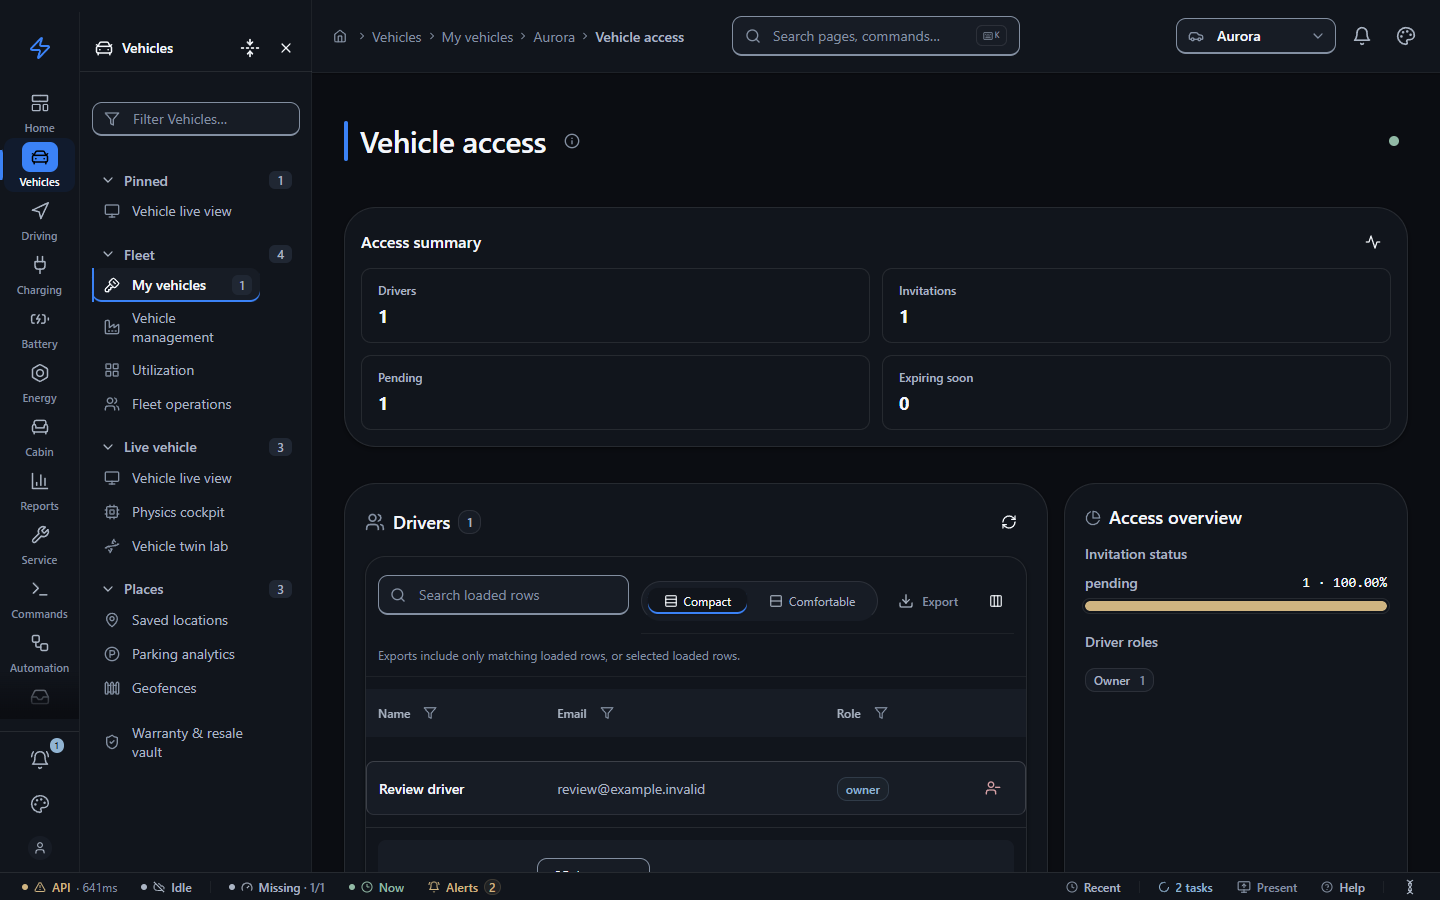 Home
Vehicles
Driving
Charging
Battery
Energy
Cabin
Reports
Service
Commands
Automation
1
Vehicles
Filter Vehicles...
Pinned 1
Vehicle live view
Fleet 4
My vehicles 1
Vehicle
management
Utilization
Fleet operations
Live vehicle 3
Vehicle live view
Physics cockpit
Vehicle twin lab
Places 3
Saved locations
Parking analytics
Geofences
Warranty & resale
vault
Vehicles > My vehicles > Aurora > Vehicle access
Search pages, commands... K
Aurora
Vehicle access
Access summary
Drivers
1
Invitations
1
Pending
1
Expiring soon
0
Drivers 1
Search loaded rows
Compact Comfortable Export
Exports include only matching loaded rows, or selected loaded rows.
Name Email Role
Review driver review@example.invalid owner
Access overview
Invitation status
pending 1 · 100.00%
Driver roles
Owner 1
API · 641ms Idle Missing · 1/1 Now Alerts 2 Recent 2 tasks Present Help